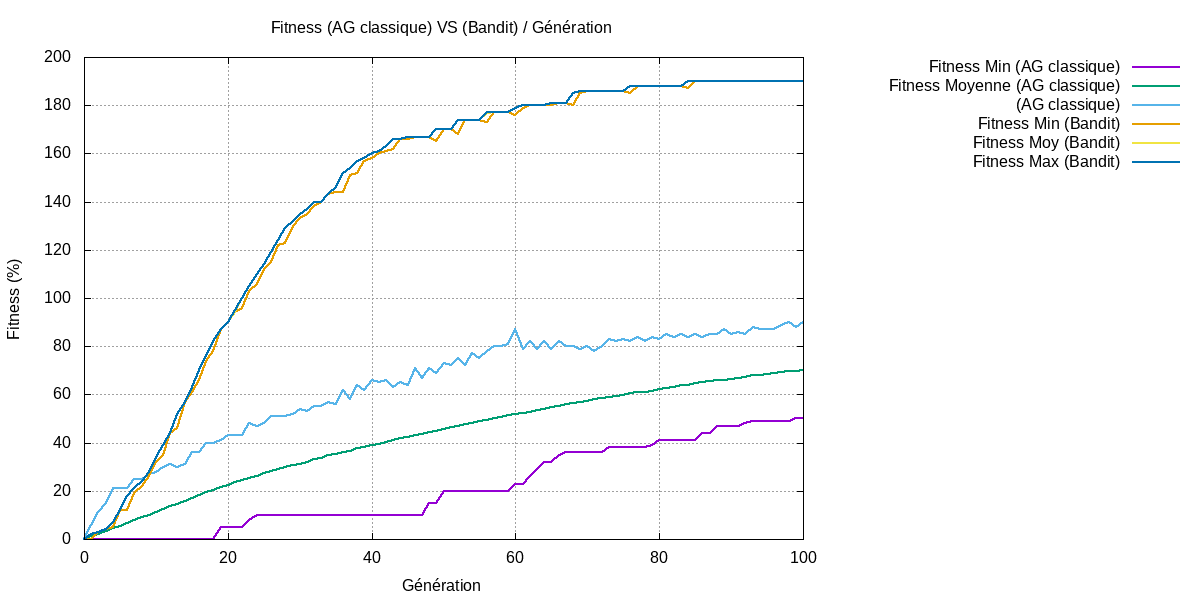 Fitness (AG classique) VS (Bandit) / Génération
200
180
160
140
120
100
80
60
40
20
0
0 20 40 60 80 100
Fitness (%)
Génération
Fitness Min (AG classique)
Fitness Moyenne (AG classique)
(AG classique)
Fitness Min (Bandit)
Fitness Moy (Bandit)
Fitness Max (Bandit)